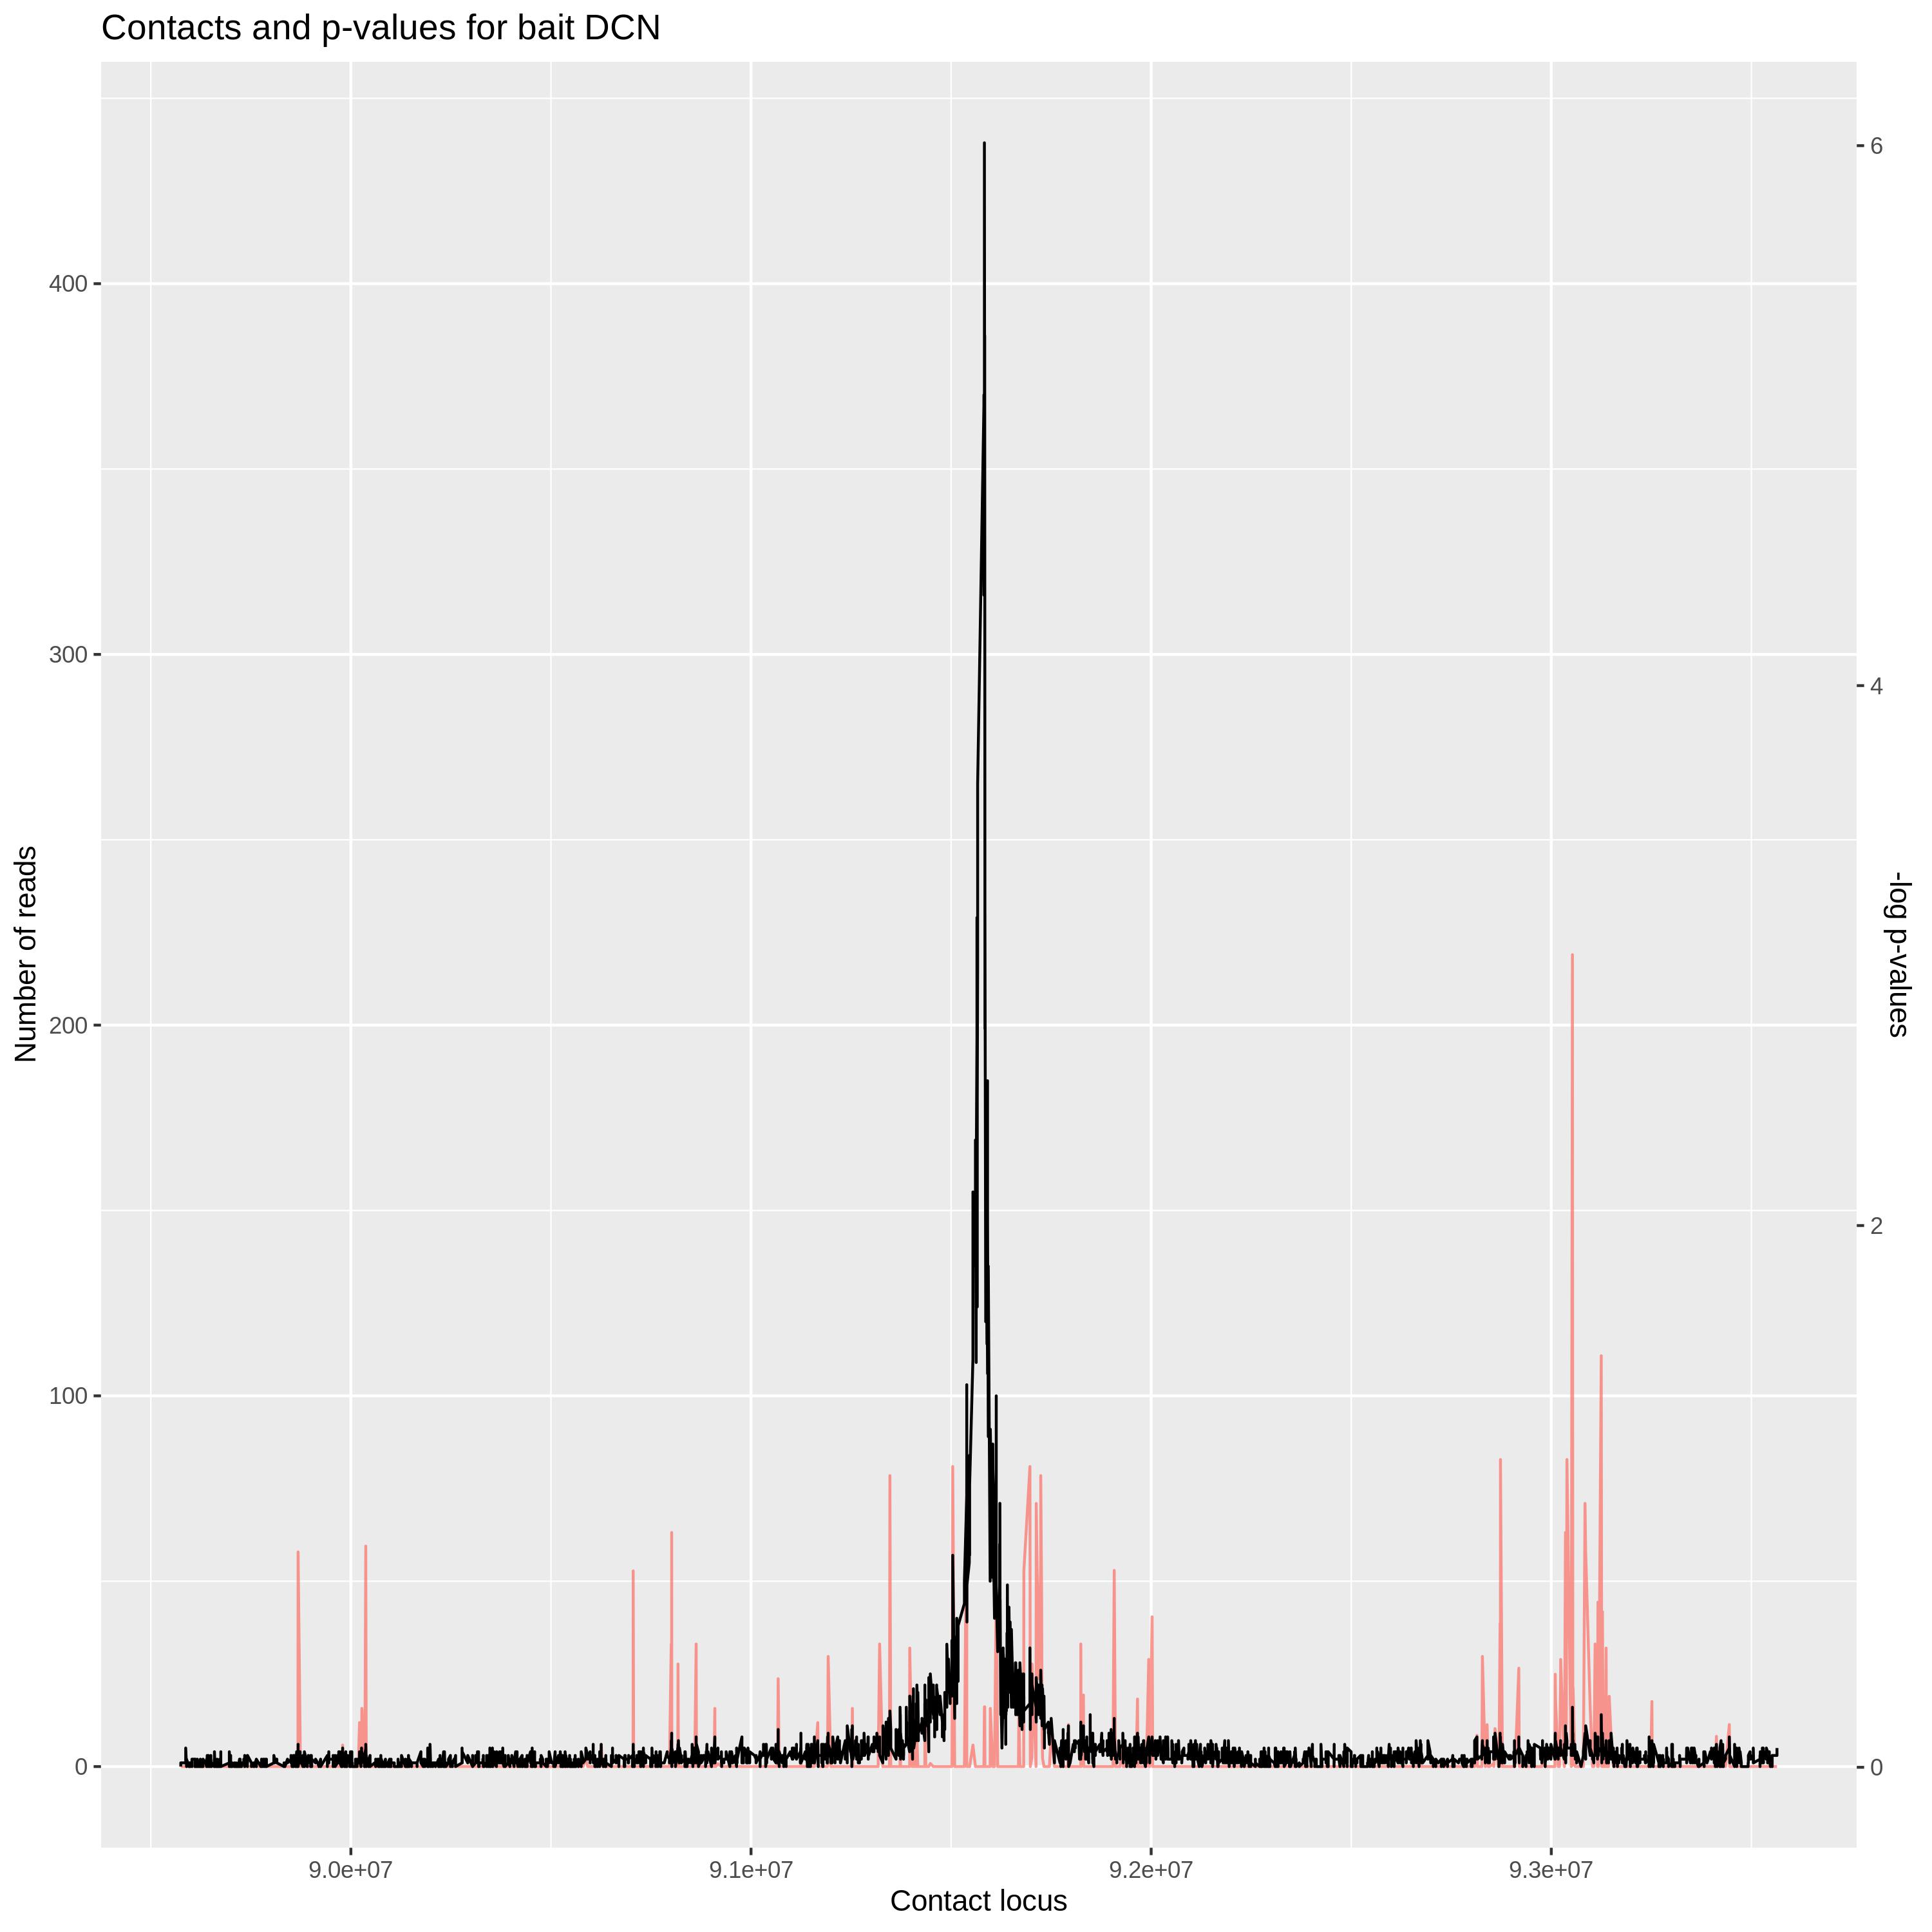 Contacts and p-values for bait DCN
Number of reads
400
300
200
100
0
6
4
2
0
-log p-values
9.0e+07
9.1e+07
9.2e+07
9.3e+07
Contact locus